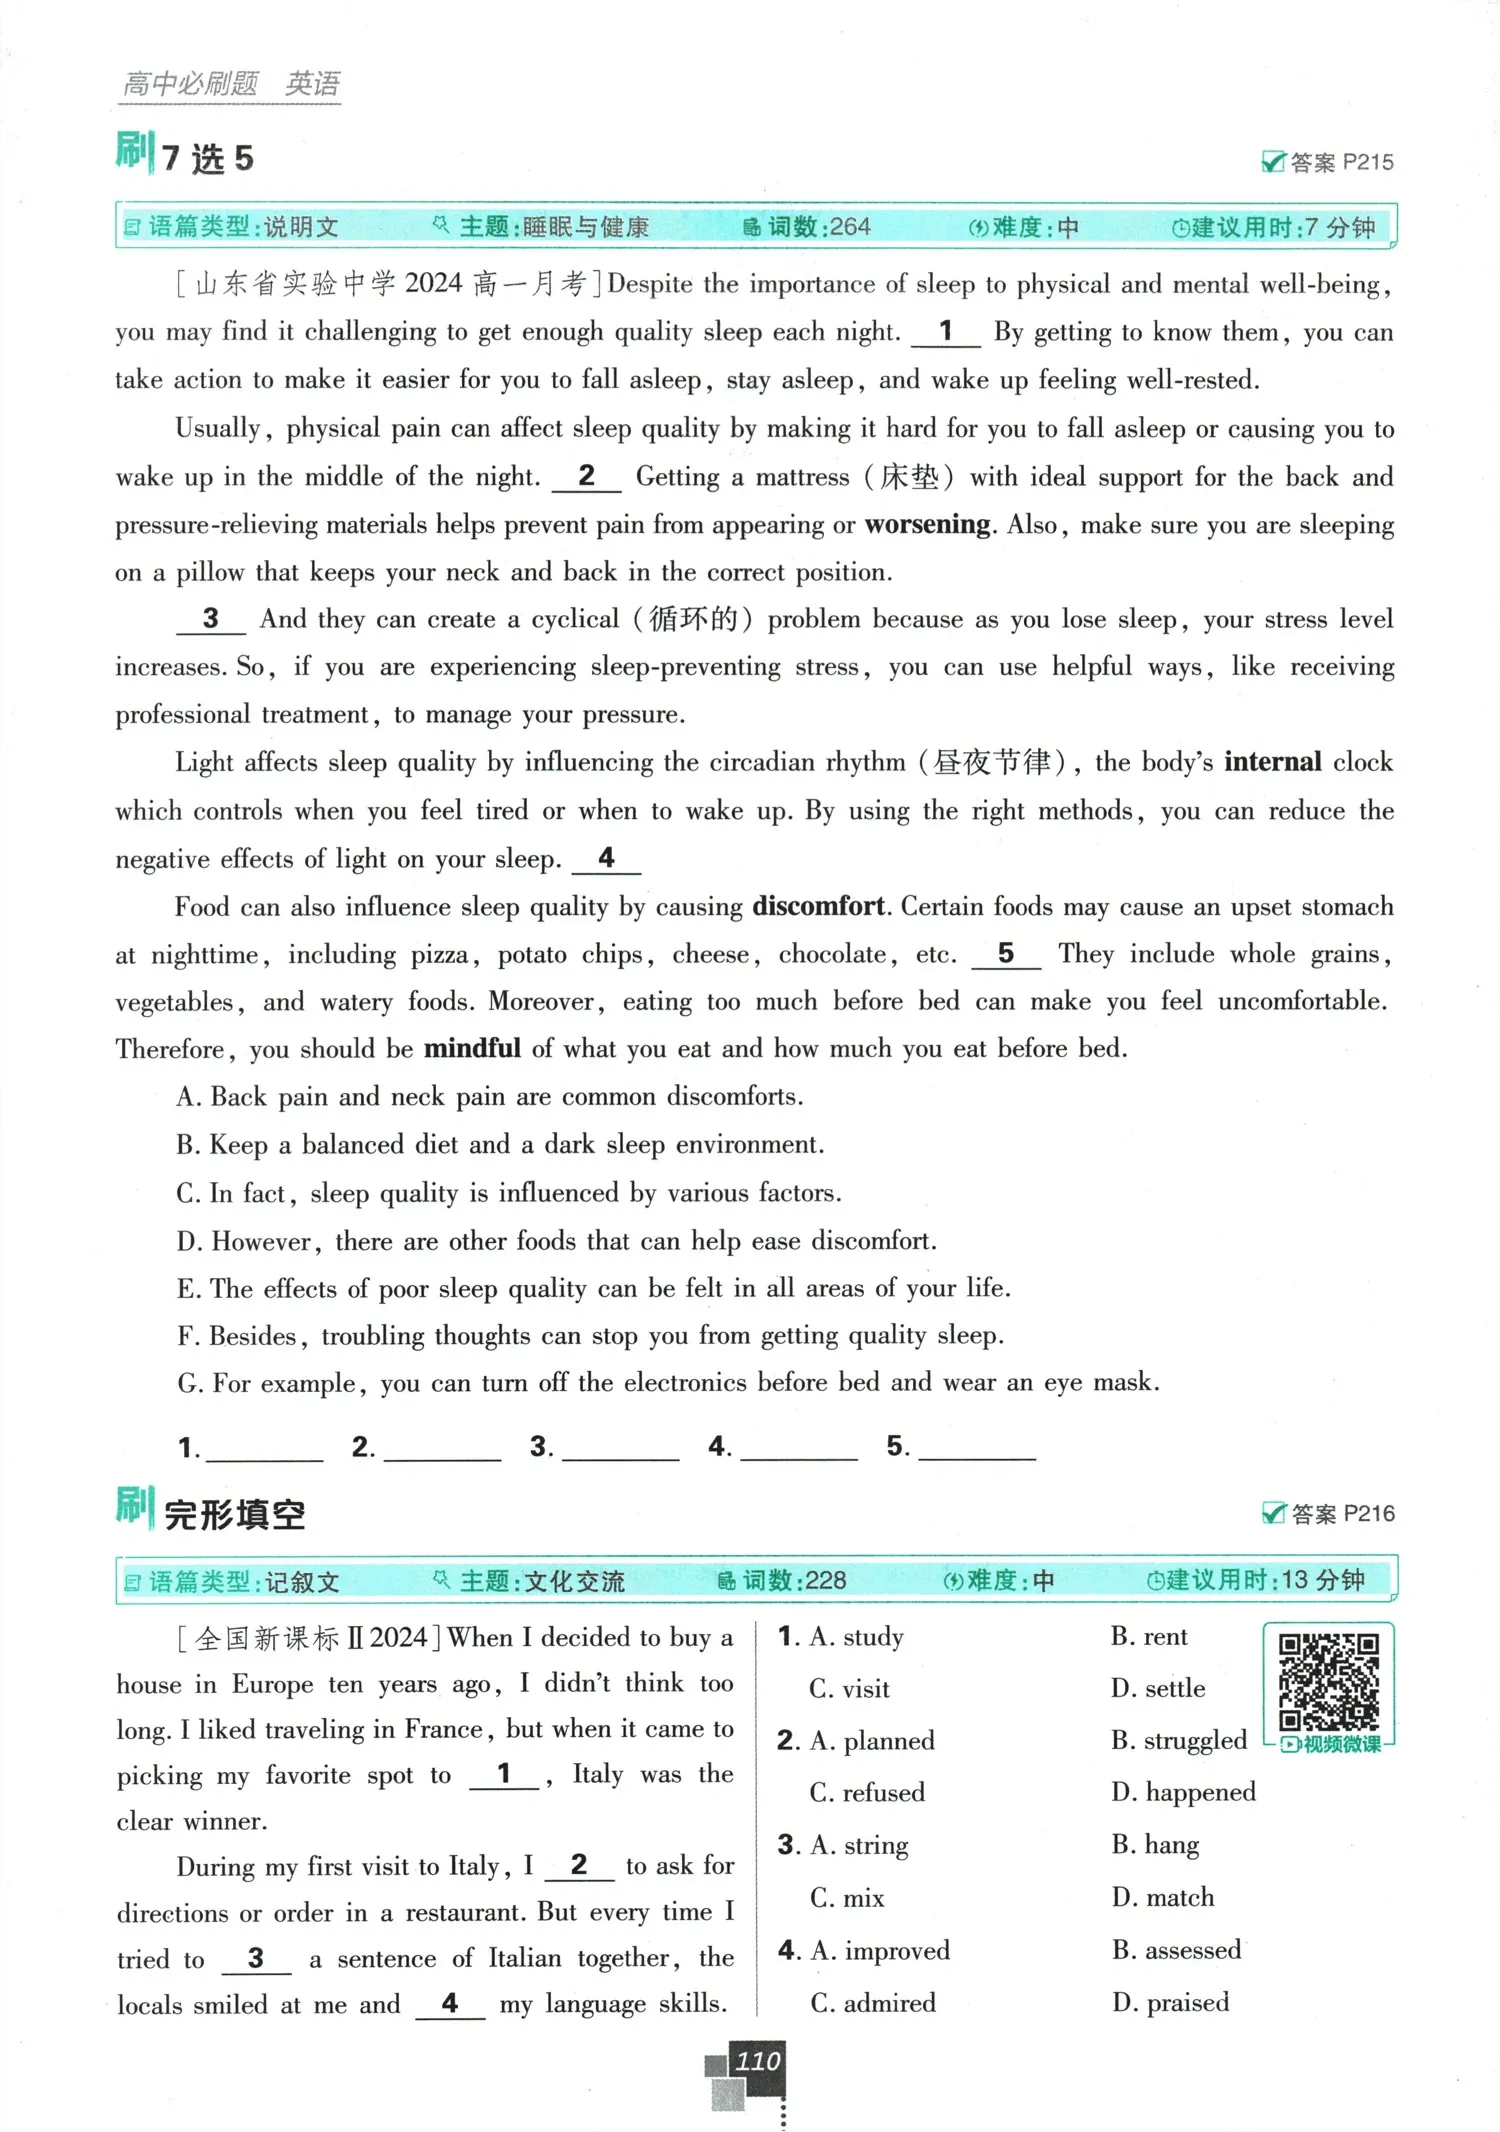 高中必刷题 英语
刷 7 选 5
答案 P215
语篇类型:说明文 主题:睡眠与健康 词数:264 难度:中 建议用时:7 分钟
[山东省实验中学 2024 高一月考]Despite the importance of sleep to physical and mental well-being,
you may find it challenging to get enough quality sleep each night. 1 By getting to know them, you can
take action to make it easier for you to fall asleep, stay asleep, and wake up feeling well-rested.
Usually, physical pain can affect sleep quality by making it hard for you to fall asleep or causing you to
wake up in the middle of the night. 2 Getting a mattress (床垫) with ideal support for the back and
pressure-relieving materials helps prevent pain from appearing or worsening. Also, make sure you are sleeping
on a pillow that keeps your neck and back in the correct position.
3 And they can create a cyclical (循环的) problem because as you lose sleep, your stress level
increases. So, if you are experiencing sleep-preventing stress, you can use helpful ways, like receiving
professional treatment, to manage your pressure.
Light affects sleep quality by influencing the circadian rhythm (昼夜节律), the body's internal clock
which controls when you feel tired or when to wake up. By using the right methods, you can reduce the
negative effects of light on your sleep. 4
Food can also influence sleep quality by causing discomfort. Certain foods may cause an upset stomach
at nighttime, including pizza, potato chips, cheese, chocolate, etc. 5 They include whole grains,
vegetables, and watery foods. Moreover, eating too much before bed can make you feel uncomfortable.
Therefore, you should be mindful of what you eat and how much you eat before bed.
A. Back pain and neck pain are common discomforts.
B. Keep a balanced diet and a dark sleep environment.
C. In fact, sleep quality is influenced by various factors.
D. However, there are other foods that can help ease discomfort.
E. The effects of poor sleep quality can be felt in all areas of your life.
F. Besides, troubling thoughts can stop you from getting quality sleep.
G. For example, you can turn off the electronics before bed and wear an eye mask.
1. ________ 2. ________ 3. ________ 4. ________ 5. ________
刷 完形填空
答案 P216
语篇类型:记叙文 主题:文化交流 词数:228 难度:中 建议用时:13 分钟
[全国新课标Ⅱ2024]When I decided to buy a
house in Europe ten years ago, I didn't think too
long. I liked traveling in France, but when it came to
picking my favorite spot to 1 , Italy was the
clear winner.
During my first visit to Italy, I 2 to ask for
directions or order in a restaurant. But every time I
tried to 3 a sentence of Italian together, the
locals smiled at me and 4 my language skills.
1. A. study B. rent
C. visit D. settle
2. A. planned B. struggled
C. refused D. happened
3. A. string B. hang
C. mix D. match
4. A. improved B. assessed
C. admired D. praised
视频微课
110